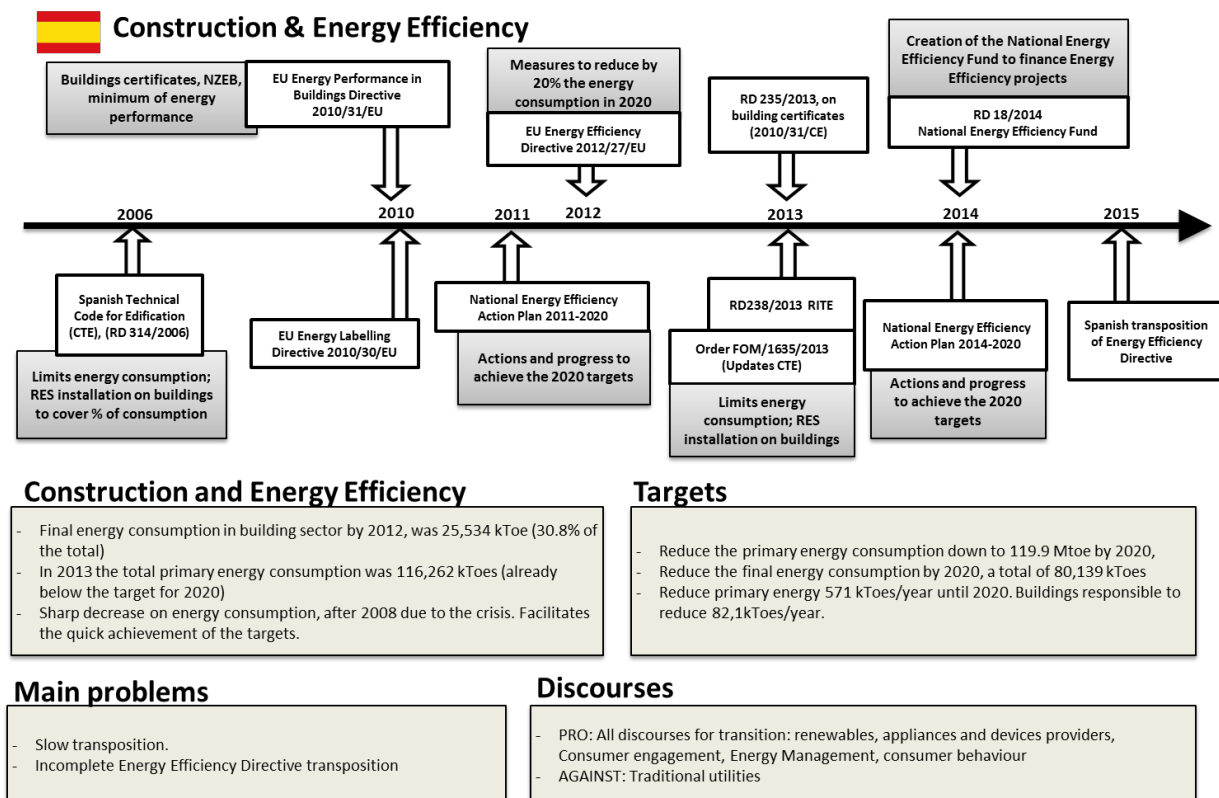 Construction & Energy Efficiency
Buildings certificates, NZEB,
minimum of energy
performance
EU Energy Performance in
Buildings Directive
2010/31/EU
Measures to reduce by
20% the energy
consumption in 2020
EU Energy Efficiency
Directive 2012/27/EU
RD 235/2013, on
building certificates
(2010/31/CE)
Creation of the National Energy
Efficiency Fund to finance Energy
Efficiency projects
RD 18/2014
National Energy Efficiency Fund
2006
2010
2011
2012
2013
2014
2015
Spanish Technical
Code for Edification
(CTE), (RD 314/2006)
Limits energy consumption;
RES installation on buildings
to cover % of consumption
EU Energy Labelling
Directive 2010/30/EU
National Energy Efficiency
Action Plan 2011-2020
Actions and progress to
achieve the 2020 targets
RD238/2013 RITE
Order FOM/1635/2013
(Updates CTE)
Limits energy
consumption; RES
installation on buildings
National Energy Efficiency
Action Plan 2014-2020
Actions and progress
to achieve the 2020
targets
Spanish transposition
of Energy Efficiency
Directive
Construction and Energy Efficiency
- Final energy consumption in building sector by 2012, was 25,534 kToe (30.8% of
the total)
- In 2013 the total primary energy consumption was 116,262 kToes (already
below the target for 2020)
- Sharp decrease on energy consumption, after 2008 due to the crisis. Facilitates
the quick achievement of the targets.
Targets
- Reduce the primary energy consumption down to 119.9 Mtoe by 2020,
- Reduce the final energy consumption by 2020, a total of 80,139 kToes
- Reduce primary energy 571 kToes/year until 2020. Buildings responsible to
reduce 82,1kToes/year.
Main problems
- Slow transposition.
- Incomplete Energy Efficiency Directive transposition
Discourses
- PRO: All discourses for transition: renewables, appliances and devices providers,
Consumer engagement, Energy Management, consumer behaviour
- AGAINST: Traditional utilities